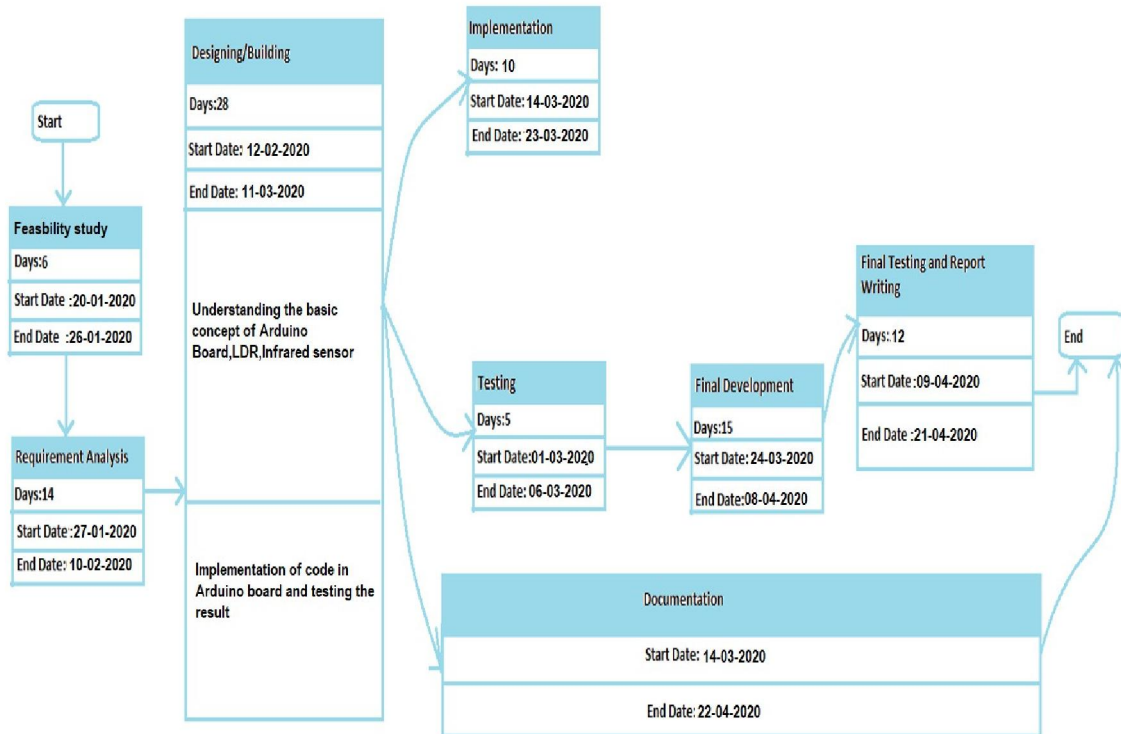 Start
Feasbility study
Days:6
Start Date :20-01-2020
End Date :26-01-2020
Requirement Analysis
Days:14
Start Date :27-01-2020
End Date: 10-02-2020
Designing/Building
Days:28
Start Date: 12-02-2020
End Date: 11-03-2020
Understanding the basic
concept of Arduino
Board,LDR,Infrared sensor
Implementation of code in
Arduino board and testing the
result
Implementation
Days: 10
Start Date: 14-03-2020
End Date: 23-03-2020
Testing
Days:5
Start Date:01-03-2020
End Date: 06-03-2020
Final Development
Days:15
Start Date:24-03-2020
End Date:08-04-2020
Final Testing and Report
Writing
Days: 12
Start Date:09-04-2020
End Date :21-04-2020
End
Documentation
Start Date: 14-03-2020
End Date: 22-04-2020